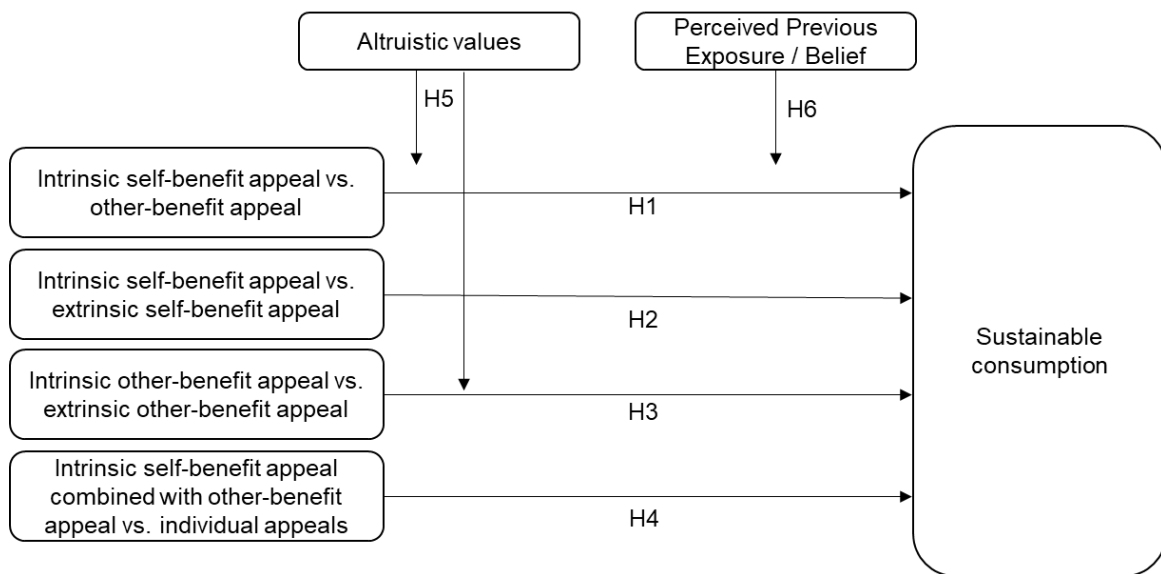 Altruistic values
Perceived Previous
Exposure / Belief
H5
H6
Intrinsic self-benefit appeal vs.
other-benefit appeal
H1
Intrinsic self-benefit appeal vs.
extrinsic self-benefit appeal
H2
Sustainable
consumption
Intrinsic other-benefit appeal vs.
extrinsic other-benefit appeal
H3
Intrinsic self-benefit appeal
combined with other-benefit
appeal vs. individual appeals
H4